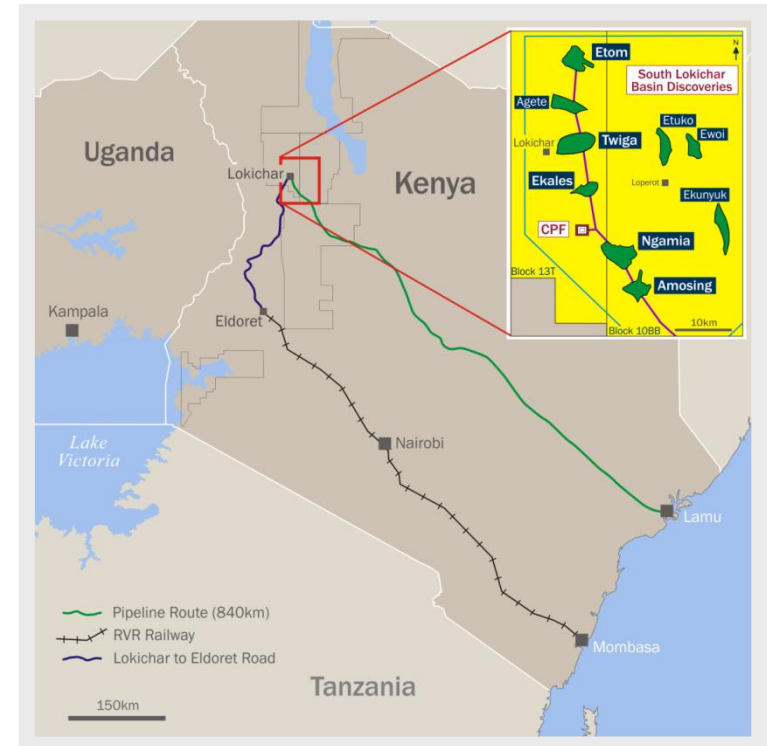 Uganda
Kenya
Lokichar
Kampala
Eldoret
Lake
Victoria
Nairobi
Lamu
Mombasa
Tanzania
Pipeline Route (840km)
RVR Railway
Lokichar to Eldoret Road
150km
Etom
N
South Lokichar
Basin Discoveries
Agete
Etuko
Ewoi
Lokichar
Twiga
Loperot
Ekales
Ekunyuk
CPF
Ngamia
Amosing
Block 13T
Block 10BB
10km